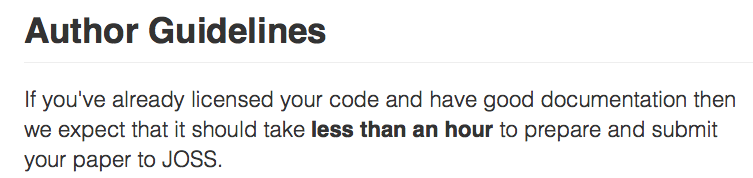 Author Guidelines
If you've already licensed your code and have good documentation then
we expect that it should take less than an hour to prepare and submit
your paper to JOSS.